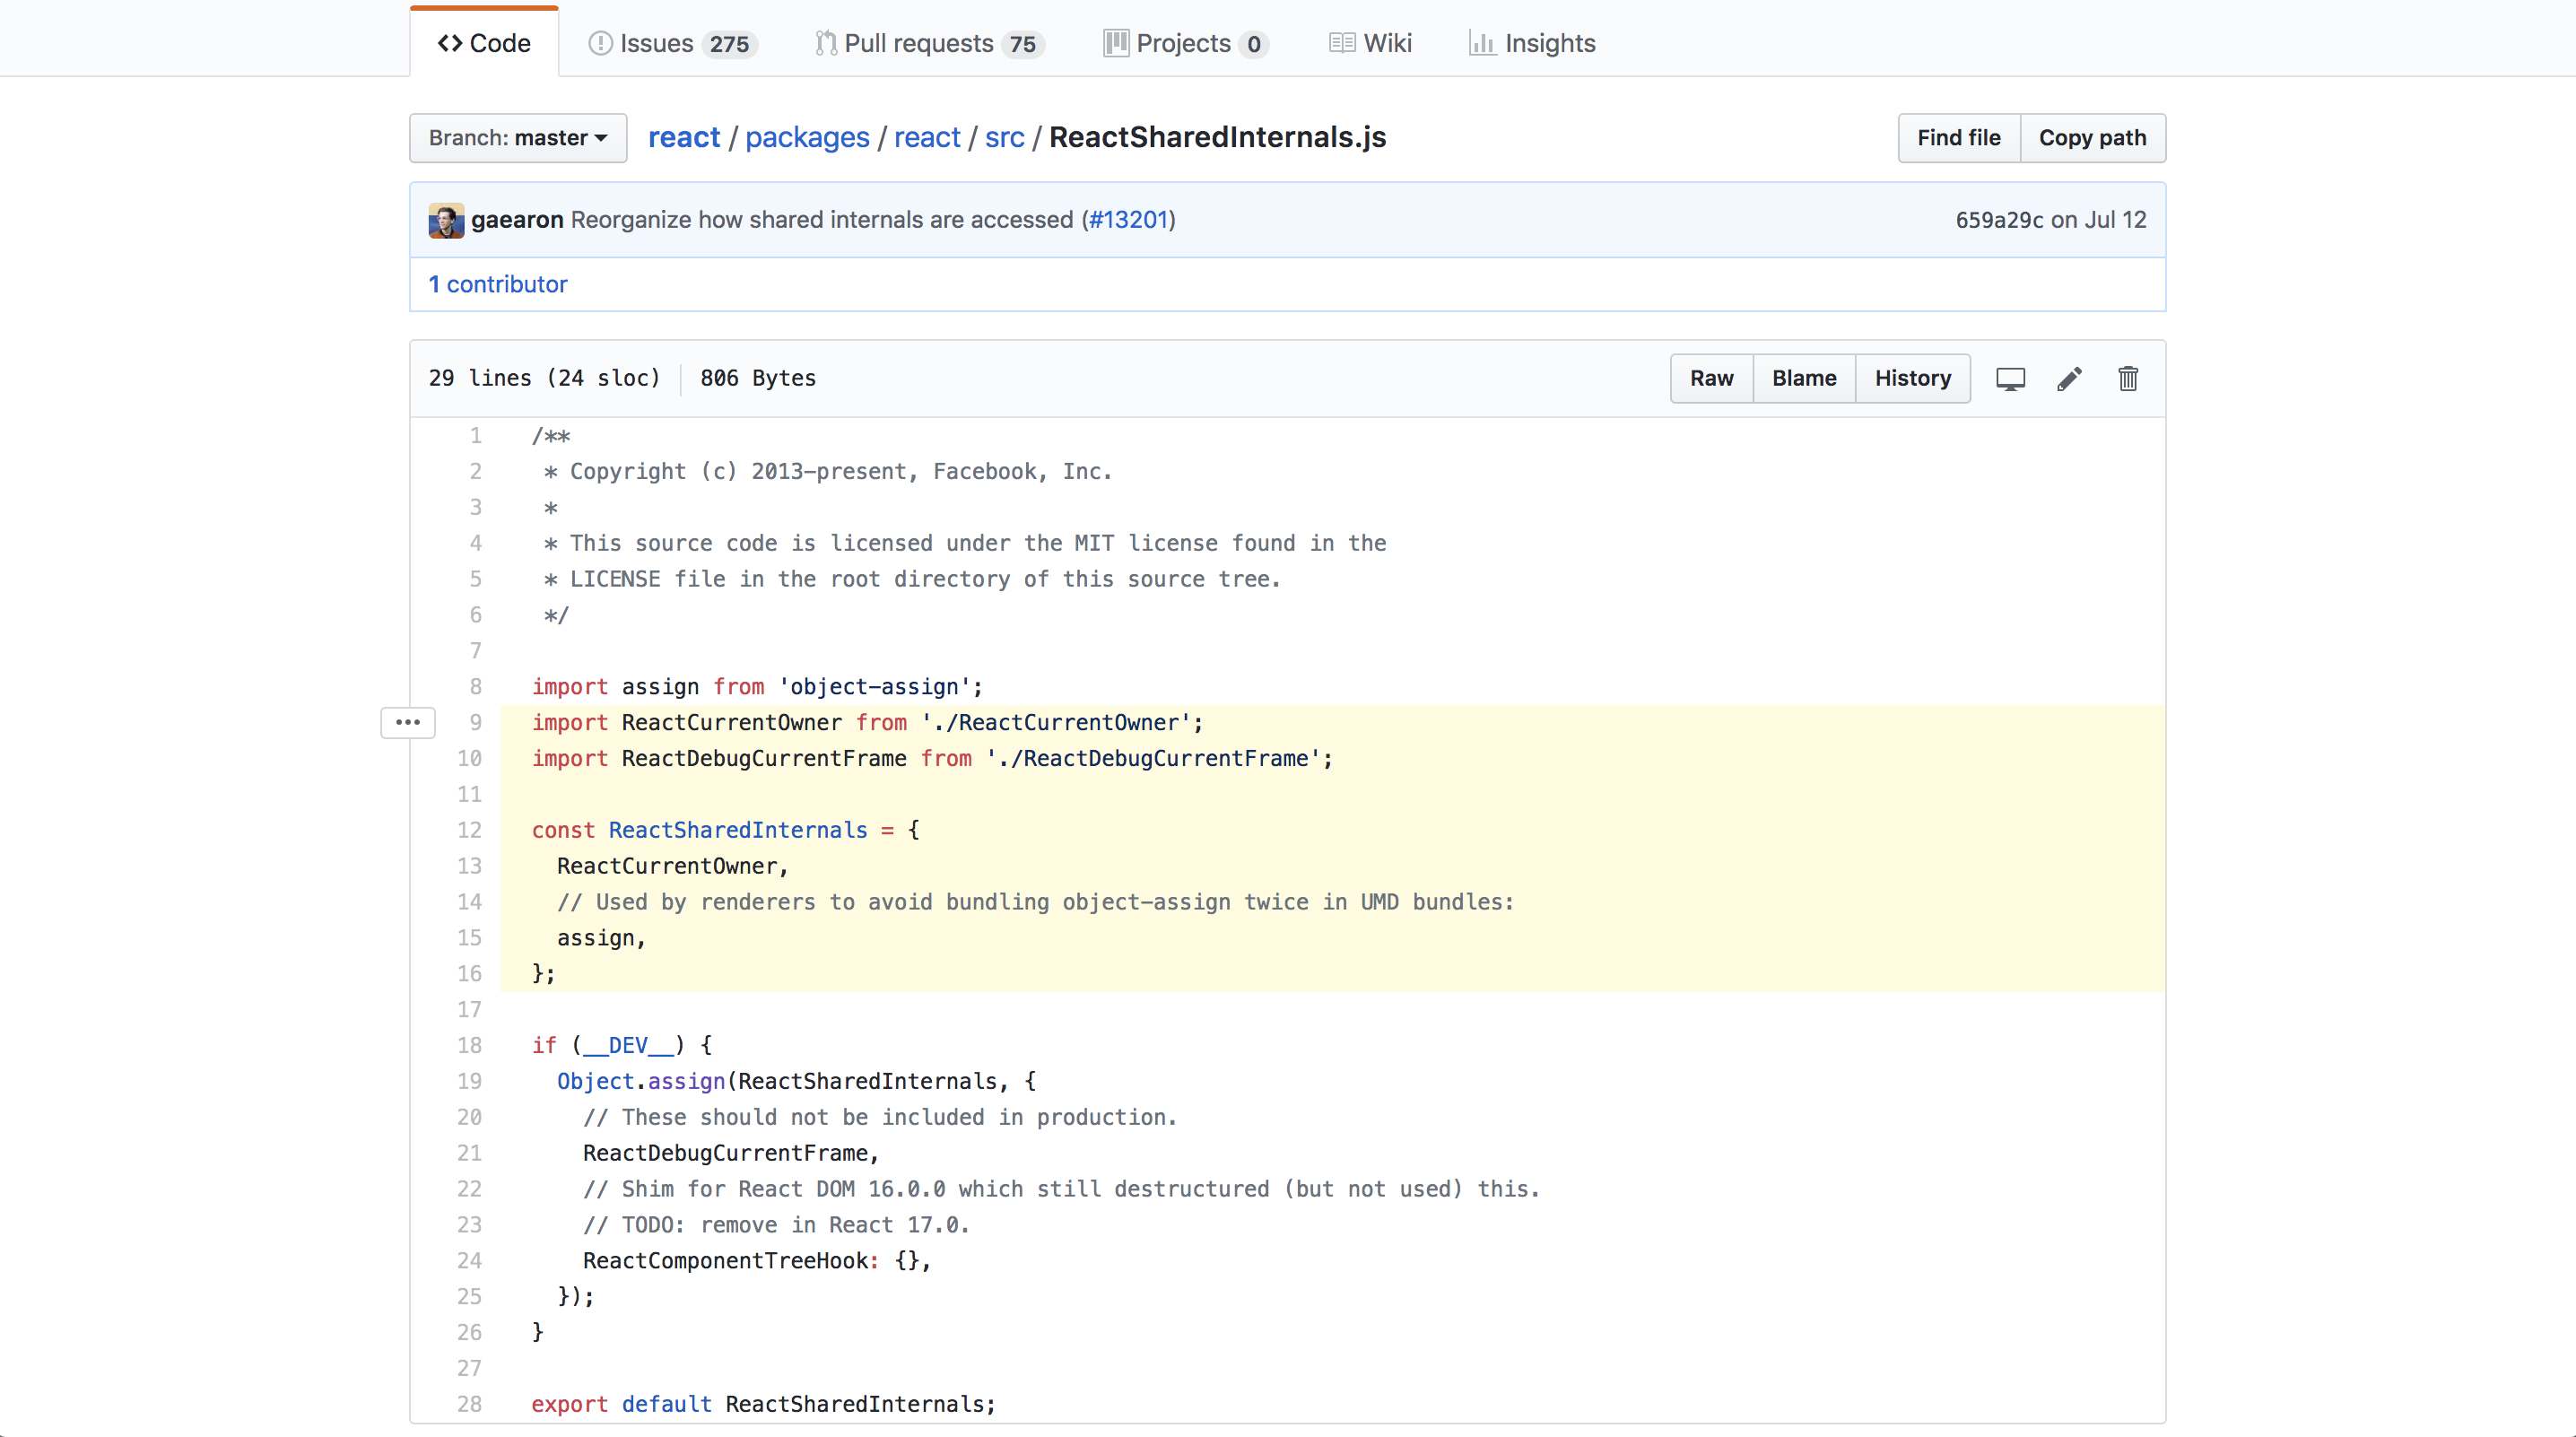 Code Issues 275 Pull requests 75 Projects 0 Wiki Insights
Branch: master react / packages / react / src / ReactSharedInternals.js Find file Copy path
gaearon Reorganize how shared internals are accessed (#13201) 659a29c on Jul 12
1 contributor
29 lines (24 sloc) 806 Bytes Raw Blame History
1 /**
2  * Copyright (c) 2013-present, Facebook, Inc.
3  *
4  * This source code is licensed under the MIT license found in the
5  * LICENSE file in the root directory of this source tree.
6  */
7
8 import assign from 'object-assign';
9 import ReactCurrentOwner from './ReactCurrentOwner';
10 import ReactDebugCurrentFrame from './ReactDebugCurrentFrame';
11
12 const ReactSharedInternals = {
13   ReactCurrentOwner,
14   // Used by renderers to avoid bundling object-assign twice in UMD bundles:
15   assign,
16 };
17
18 if (__DEV__) {
19   Object.assign(ReactSharedInternals, {
20     // These should not be included in production.
21     ReactDebugCurrentFrame,
22     // Shim for React DOM 16.0.0 which still destructured (but not used) this.
23     // TODO: remove in React 17.0.
24     ReactComponentTreeHook: {},
25   });
26 }
27
28 export default ReactSharedInternals;